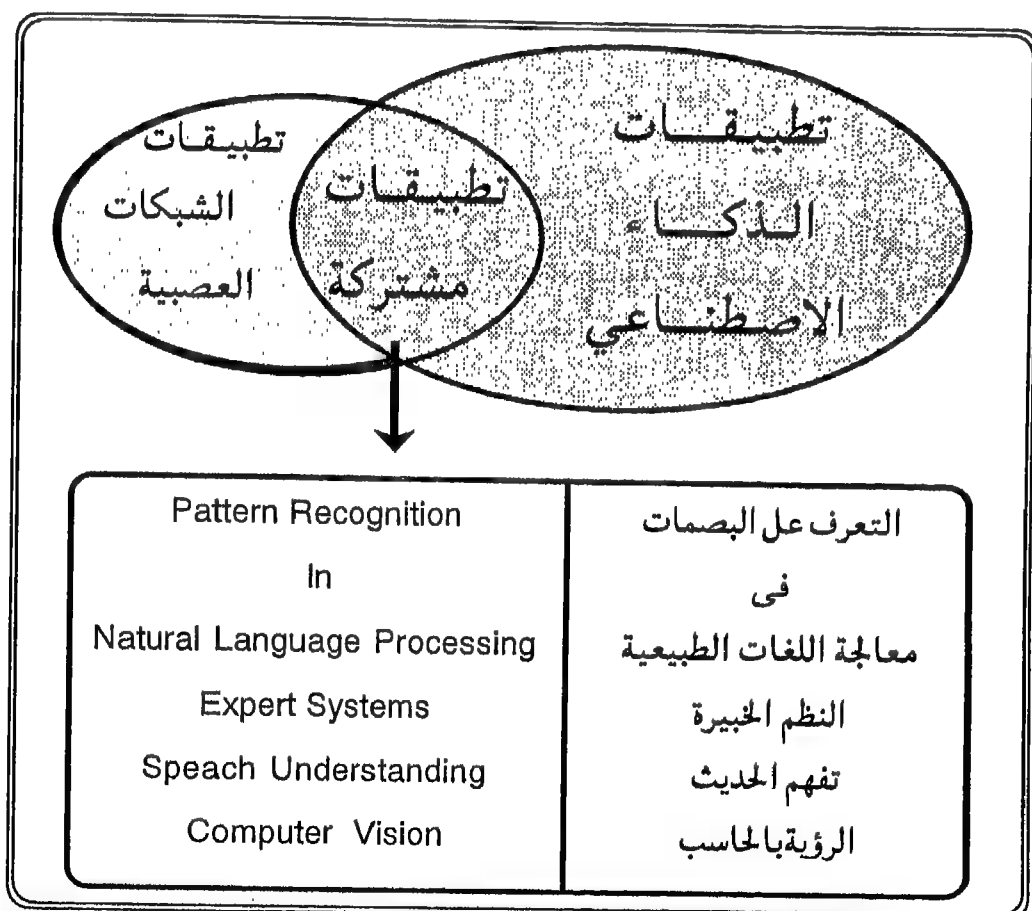 تطبيقات
الذكاء
الاصطناعي
تطبيقات
مشتركة
تطبيقات
الشبكات
العصبية
التعرف عل البصمات
فى
معالجة اللغات الطبيعية
النظم الخبيرة
تفهم الحديث
الرؤية بالحاسب
Pattern Recognition
In
Natural Language Processing
Expert Systems
Speach Understanding
Computer Vision